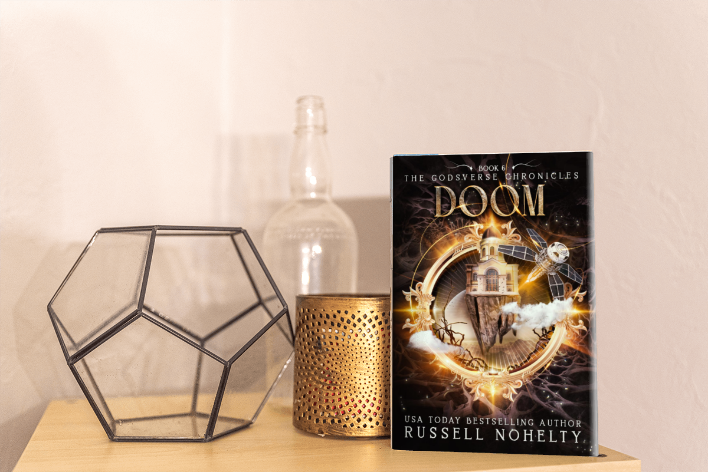 BOOK 6
THE GODSVERSE CHRONICLES
DOOM
USA TODAY BESTSELLING AUTHOR
RUSSELL NOHELTY